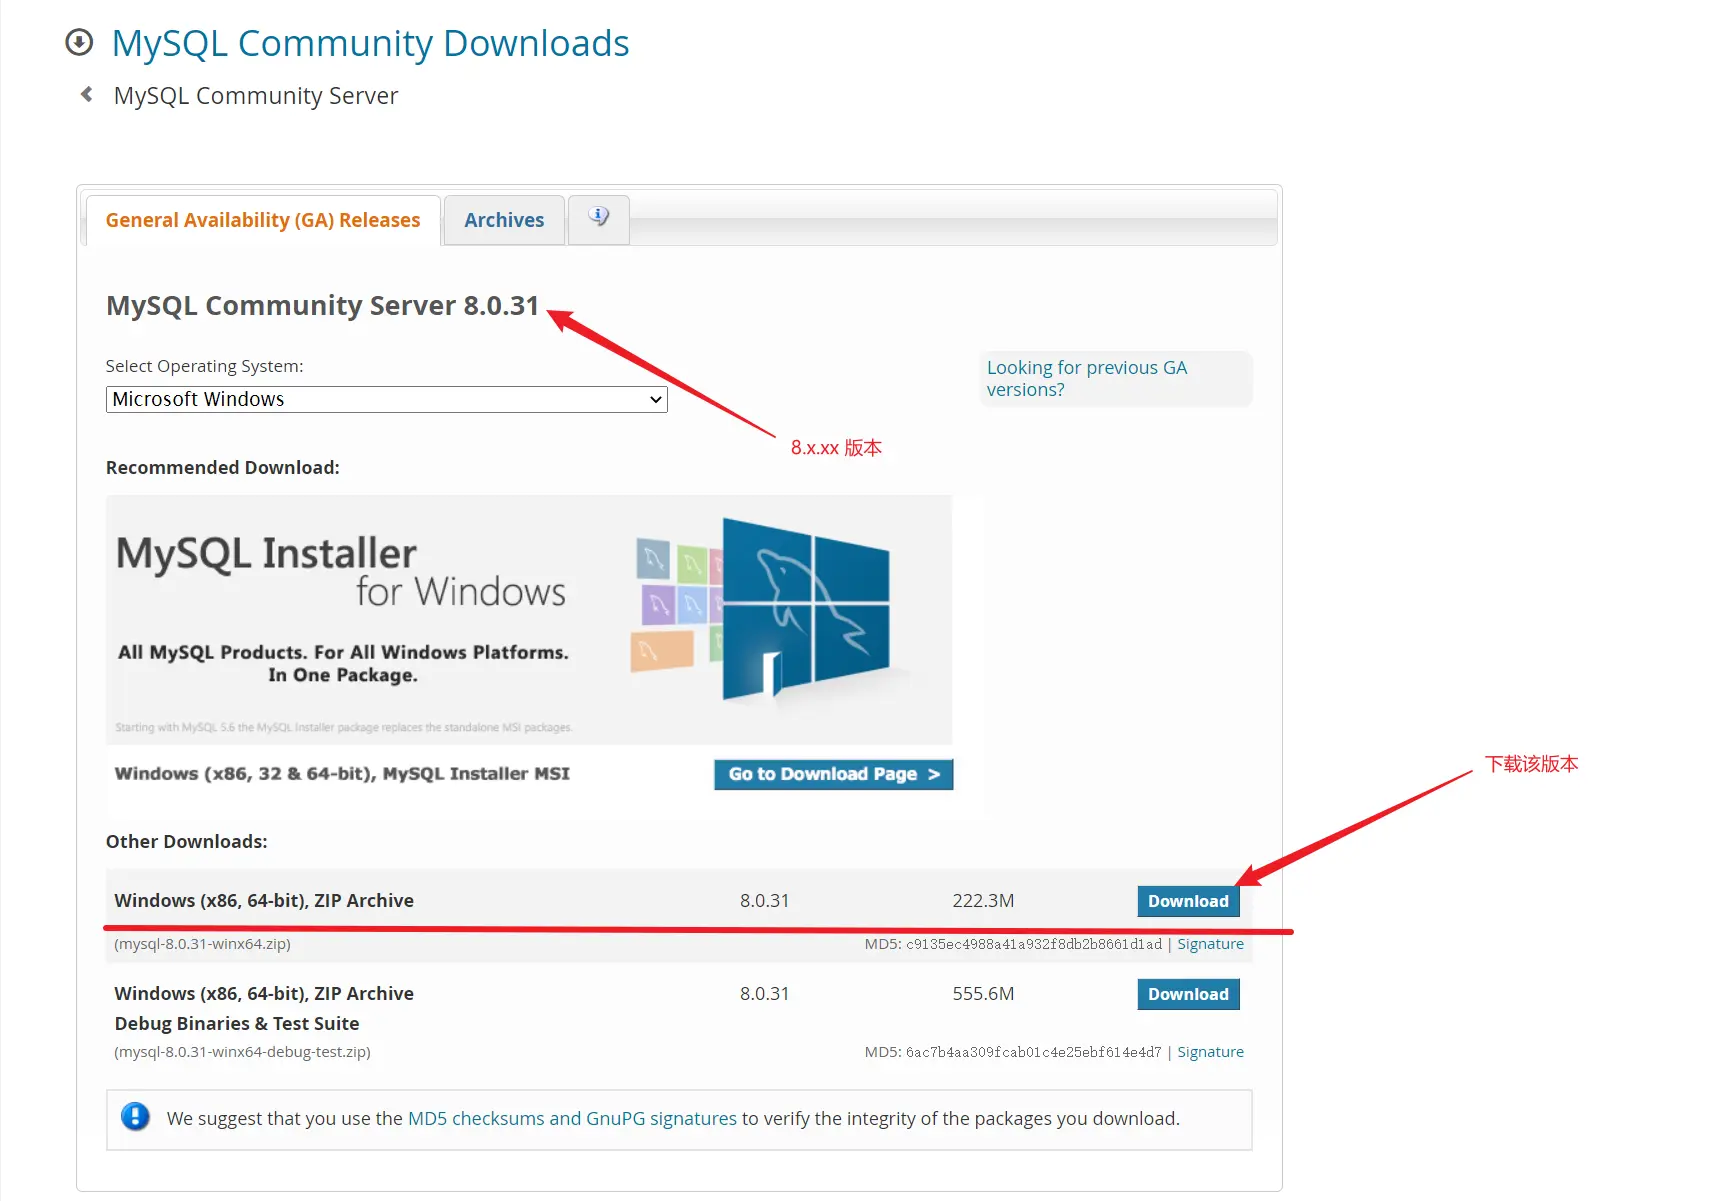 MySQL Community Downloads
MySQL Community Server
General Availability (GA) Releases
Archives
MySQL Community Server 8.0.31
Select Operating System:
Microsoft Windows
Looking for previous GA
versions?
8.x.xx 版本
Recommended Download:
MySQL Installer
for Windows
All MySQL Products. For All Windows Platforms.
In One Package.
Starting with MySQL 5.6 the MySQL Installer package replaces the standalone MSI packages.
Windows (x86, 32 & 64-bit), MySQL Installer MSI
Go to Download Page >
下载该版本
Other Downloads:
Windows (x86, 64-bit), ZIP Archive 8.0.31 222.3M Download
(mysql-8.0.31-winx64.zip) MD5: c9135ec4988a41a932f8db2b8661d1ad | Signature
Windows (x86, 64-bit), ZIP Archive 8.0.31 555.6M Download
Debug Binaries & Test Suite
(mysql-8.0.31-winx64-debug-test.zip) MD5: 6ac7b4aa309fcab01c4e25ebf614e4d7 | Signature
We suggest that you use the MD5 checksums and GnuPG signatures to verify the integrity of the packages you download.